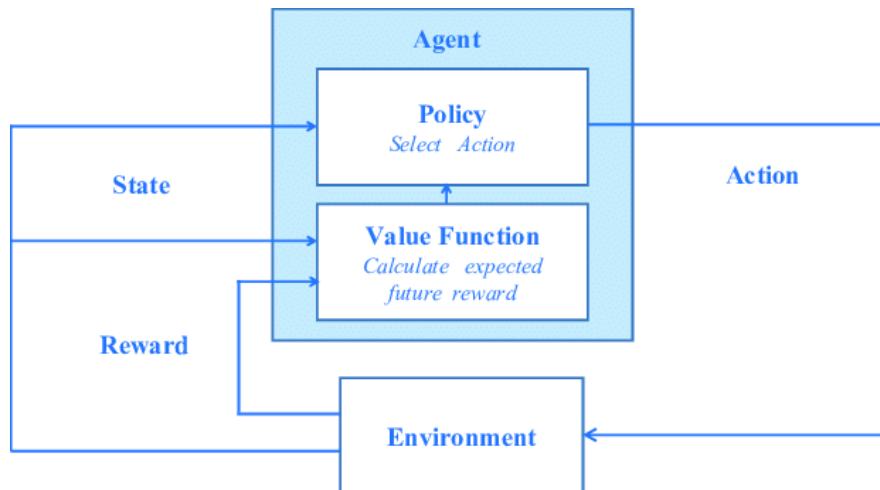 Agent
Policy
Select Action
State
Action
Value Function
Calculate expected
future reward
Reward
Environment